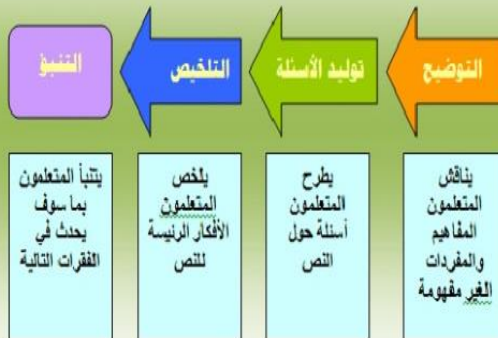 التوضيح
توليد الأسئلة
التلخيص
التنبؤ
يناقش
المتعلمون
المفاهيم
والمفردات
الغير مفهومة
يطرح
المتعلمون
أسئلة حول
النص
يلخص
المتعلمون
الأفكار الرئيسة
للنص
يتنبأ المتعلمون
بما سوف
يحدث في
الفقرات التالية